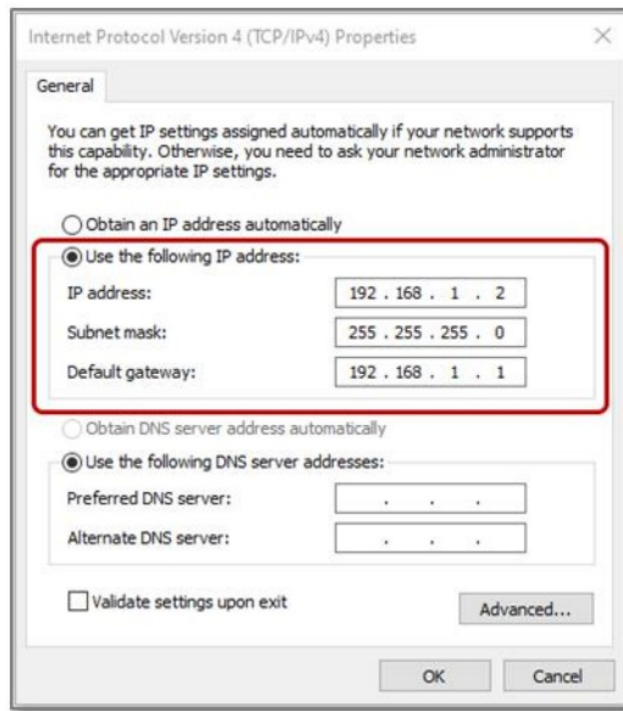 Internet Protocol Version 4 (TCP/IPv4) Properties
General
You can get IP settings assigned automatically if your network supports
this capability. Otherwise, you need to ask your network administrator
for the appropriate IP settings.
Obtain an IP address automatically
Use the following IP address:
IP address: 192 . 168 . 1 . 2
Subnet mask: 255 . 255 . 255 . 0
Default gateway: 192 . 168 . 1 . 1
Obtain DNS server address automatically
Use the following DNS server addresses:
Preferred DNS server: . . .
Alternate DNS server: . . .
Validate settings upon exit
Advanced...
OK Cancel